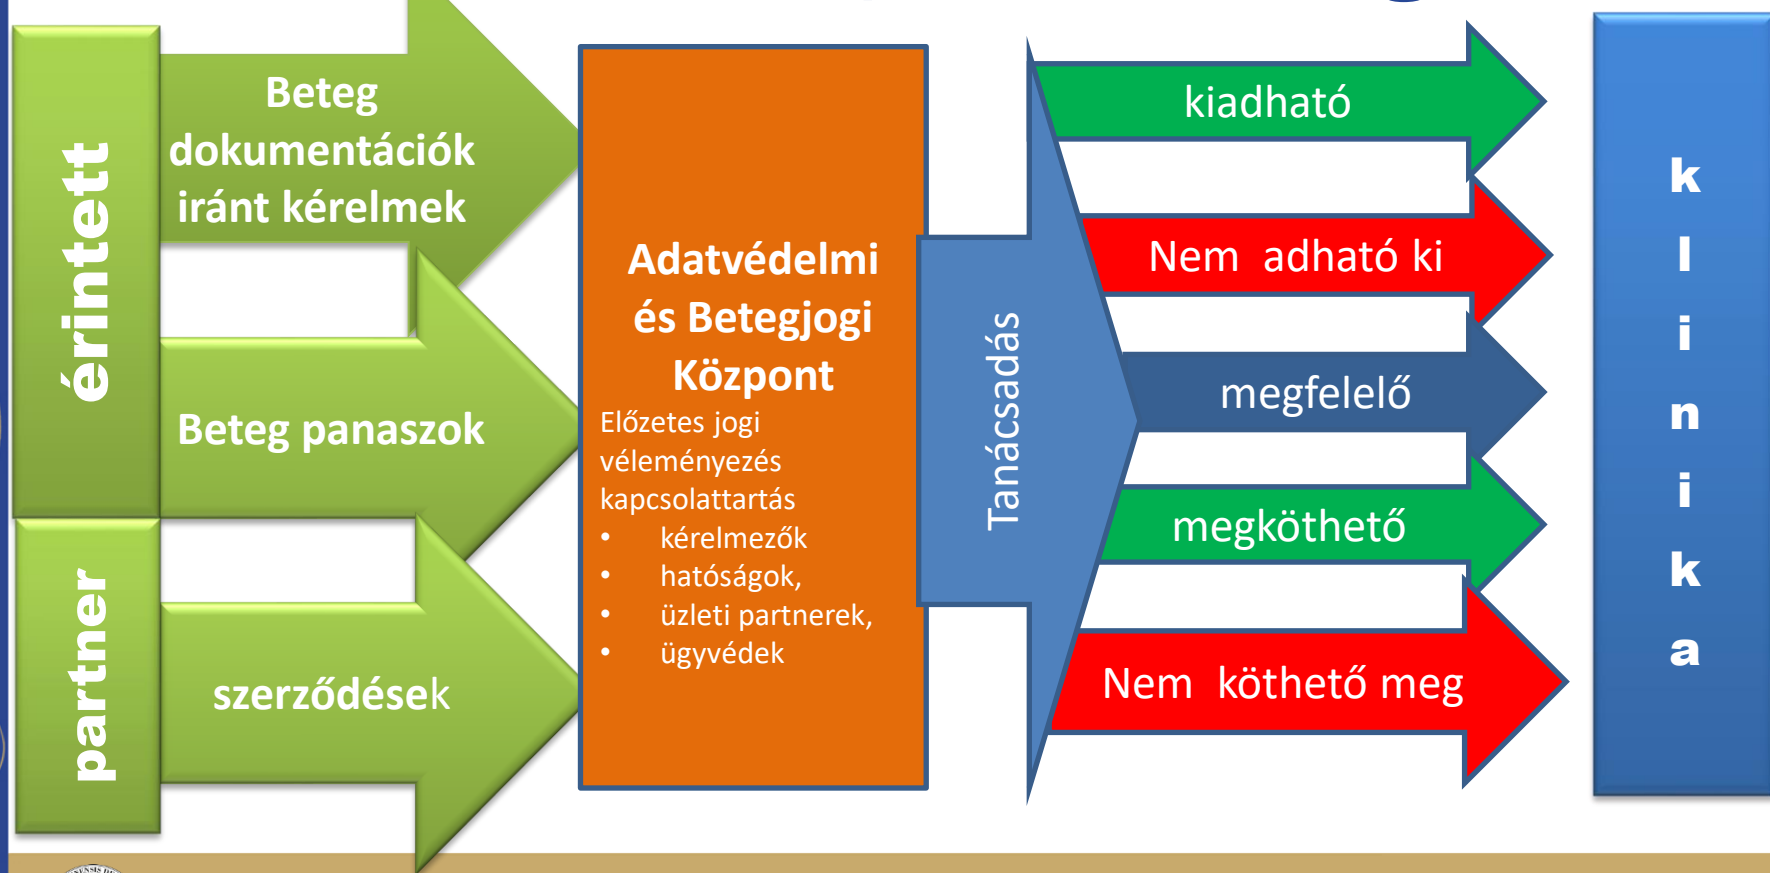 érintett
partner
Beteg
dokumentációk
iránt kérelmek
Beteg panaszok
szerződések
Adatvédelmi
és Betegjogi
Központ
Előzetes jogi
véleményezés
kapcsolattartás
• kérelmezők
• hatóságok,
• üzleti partnerek,
• ügyvédek
Tanácsadás
kiadható
Nem adható ki
megfelelő
megköthető
Nem köthető meg
k
l
i
n
i
k
a